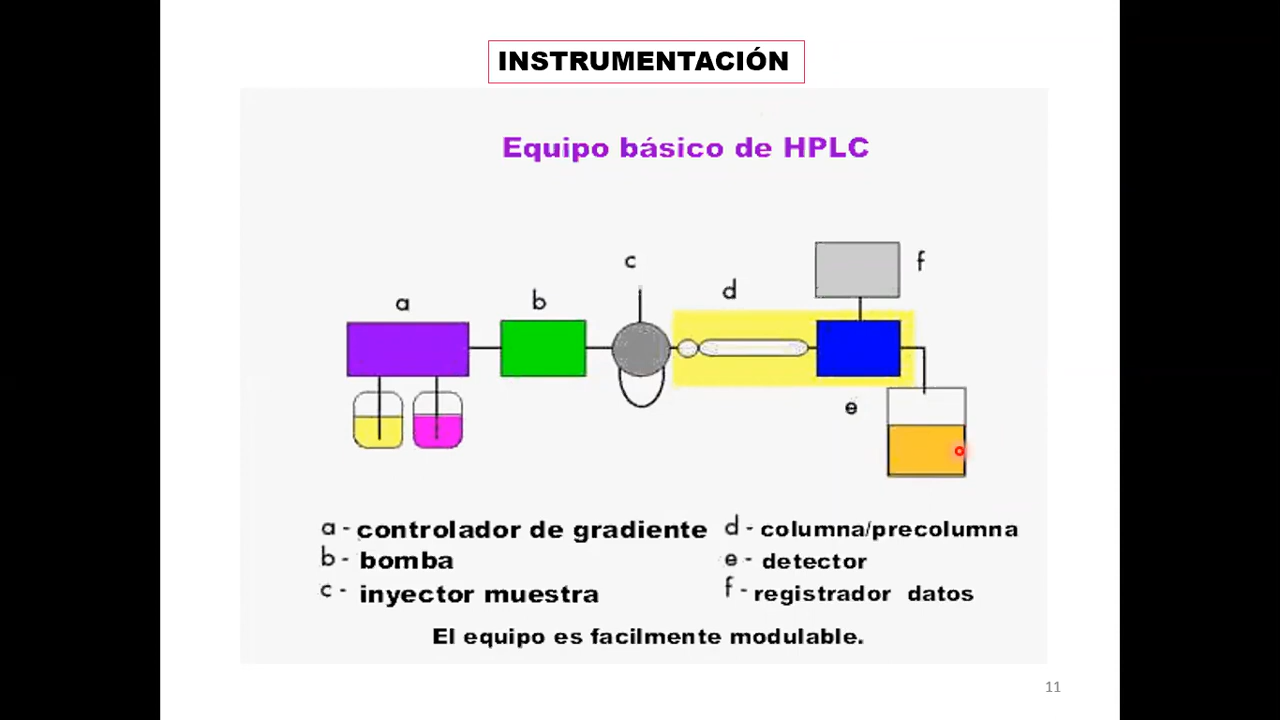 INSTRUMENTACIÓN
Equipo básico de HPLC
a
b
c
d
f
e
a - controlador de gradiente
b - bomba
c - inyector muestra
d - columna/precolumna
e - detector
f - registrador datos
El equipo es facilmente modulable.
11